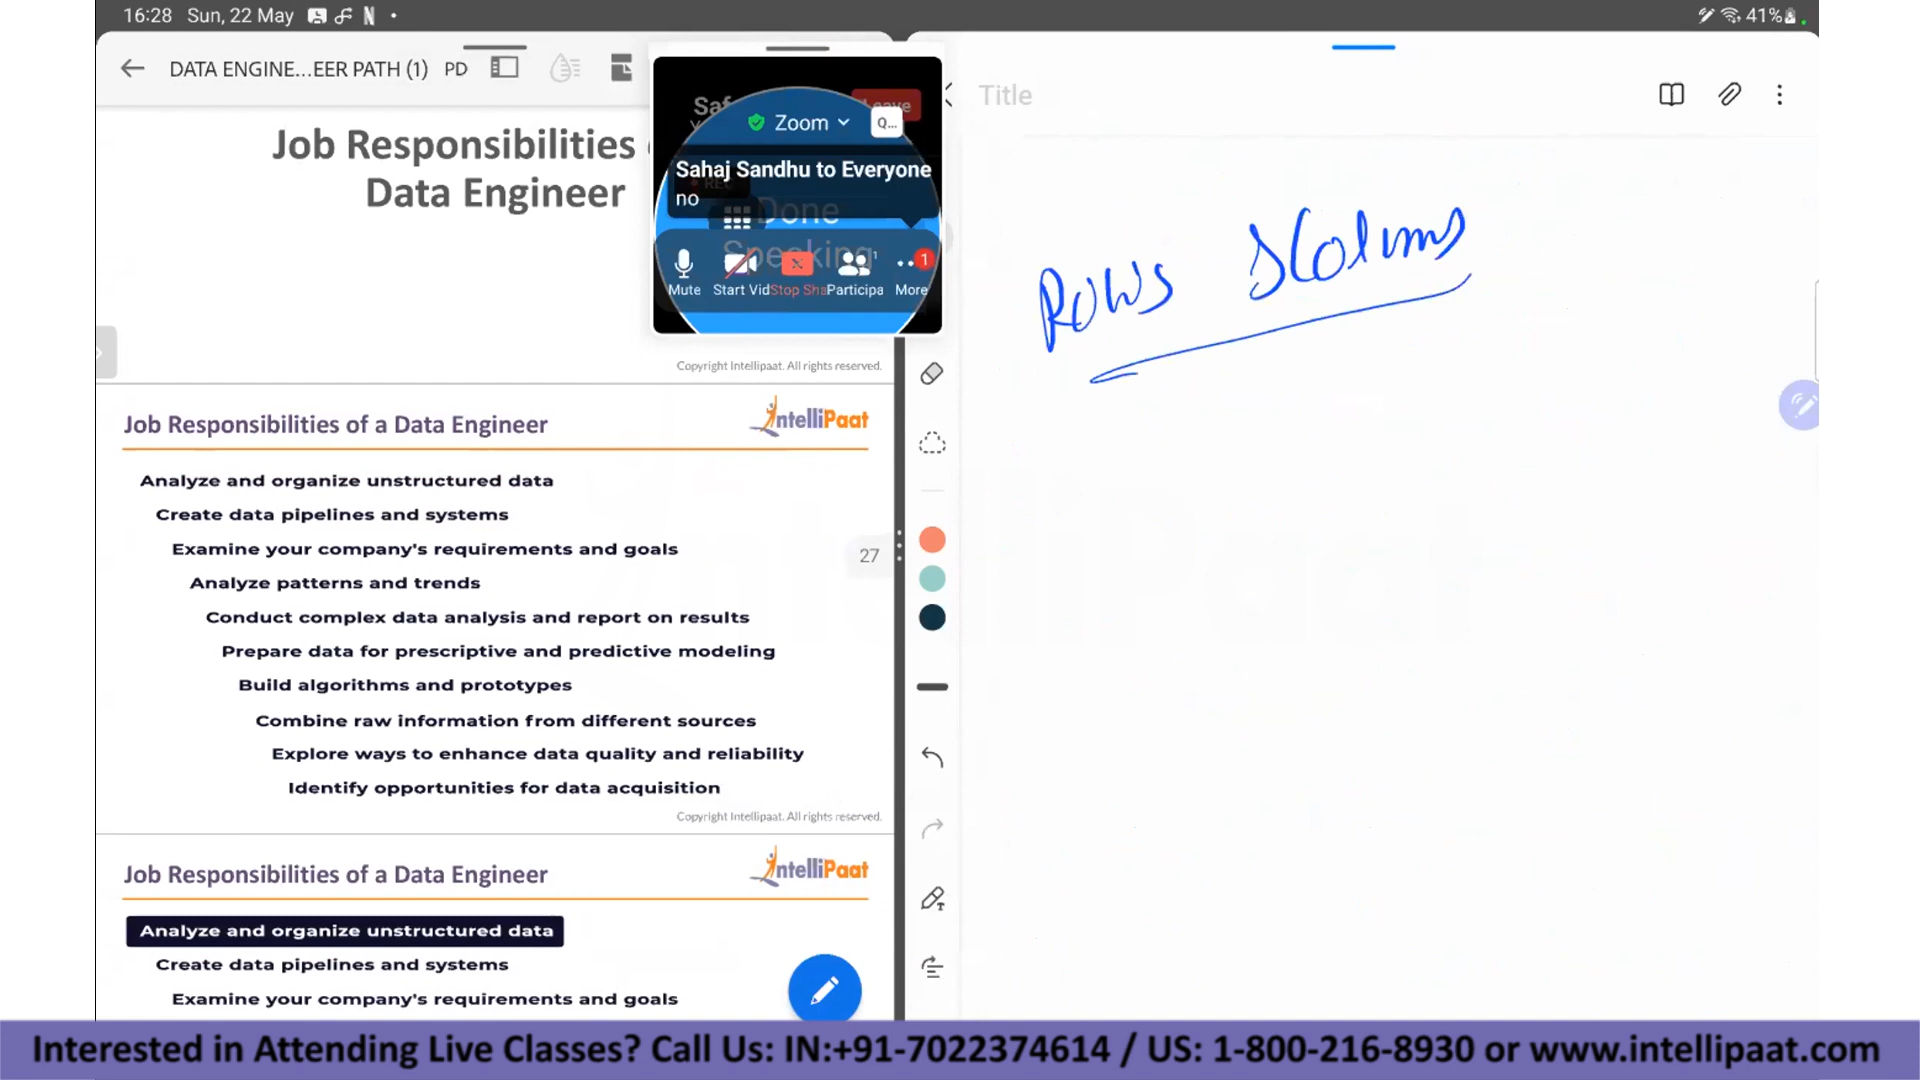 16:28 Sun, 22 May N 41%
DATA ENGINE...EER PATH (1) PD
Title
Job Responsibilities
Data Engineer
Leave
Zoom
Q...
Sahaj Sandhu to Everyone
no
Done
Speaking
1
1
Mute Start Vid Stop Sha Participa More
Copyright Intellipaat. All rights reserved.
Job Responsibilities of a Data Engineer
IntelliPaat
Analyze and organize unstructured data
Create data pipelines and systems
Examine your company's requirements and goals
27
Analyze patterns and trends
Conduct complex data analysis and report on results
Prepare data for prescriptive and predictive modeling
Build algorithms and prototypes
Combine raw information from different sources
Explore ways to enhance data quality and reliability
Identify opportunities for data acquisition
Copyright Intellipaat. All rights reserved.
Job Responsibilities of a Data Engineer
IntelliPaat
Analyze and organize unstructured data
Create data pipelines and systems
Examine your company's requirements and goals
Rows
Interested in Attending Live Classes? Call Us: IN:+91-7022374614 / US: 1-800-216-8930 or www.intellipaat.com